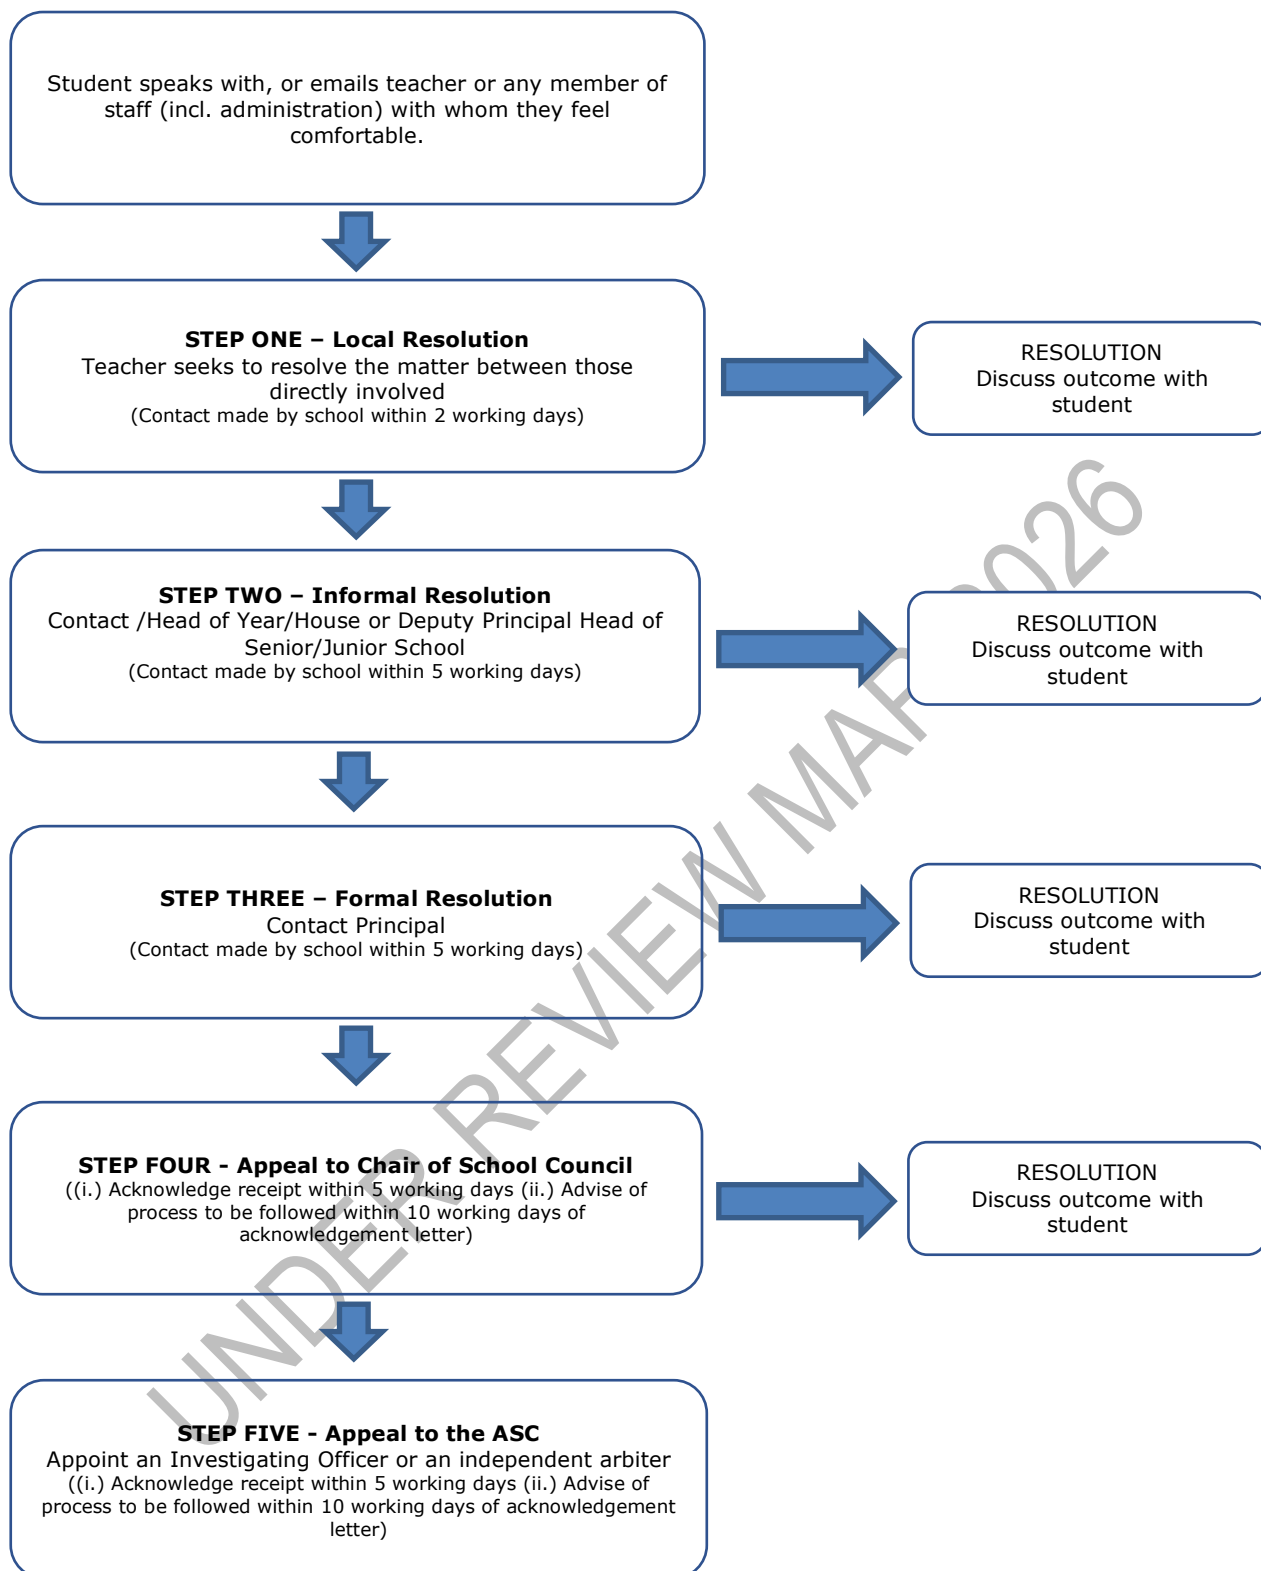 Student speaks with, or emails teacher or any member of
staff (incl. administration) with whom they feel
comfortable.
STEP ONE – Local Resolution
Teacher seeks to resolve the matter between those
directly involved
(Contact made by school within 2 working days)
RESOLUTION
Discuss outcome with
student
STEP TWO – Informal Resolution
Contact /Head of Year/House or Deputy Principal Head of
Senior/Junior School
(Contact made by school within 5 working days)
RESOLUTION
Discuss outcome with
student
STEP THREE – Formal Resolution
Contact Principal
(Contact made by school within 5 working days)
RESOLUTION
Discuss outcome with
student
STEP FOUR - Appeal to Chair of School Council
((i.) Acknowledge receipt within 5 working days (ii.) Advise of
process to be followed within 10 working days of
acknowledgement letter)
RESOLUTION
Discuss outcome with
student
STEP FIVE - Appeal to the ASC
Appoint an Investigating Officer or an independent arbiter
((i.) Acknowledge receipt within 5 working days (ii.) Advise of
process to be followed within 10 working days of acknowledgement
letter)
UNDER REVIEW MAR 2026